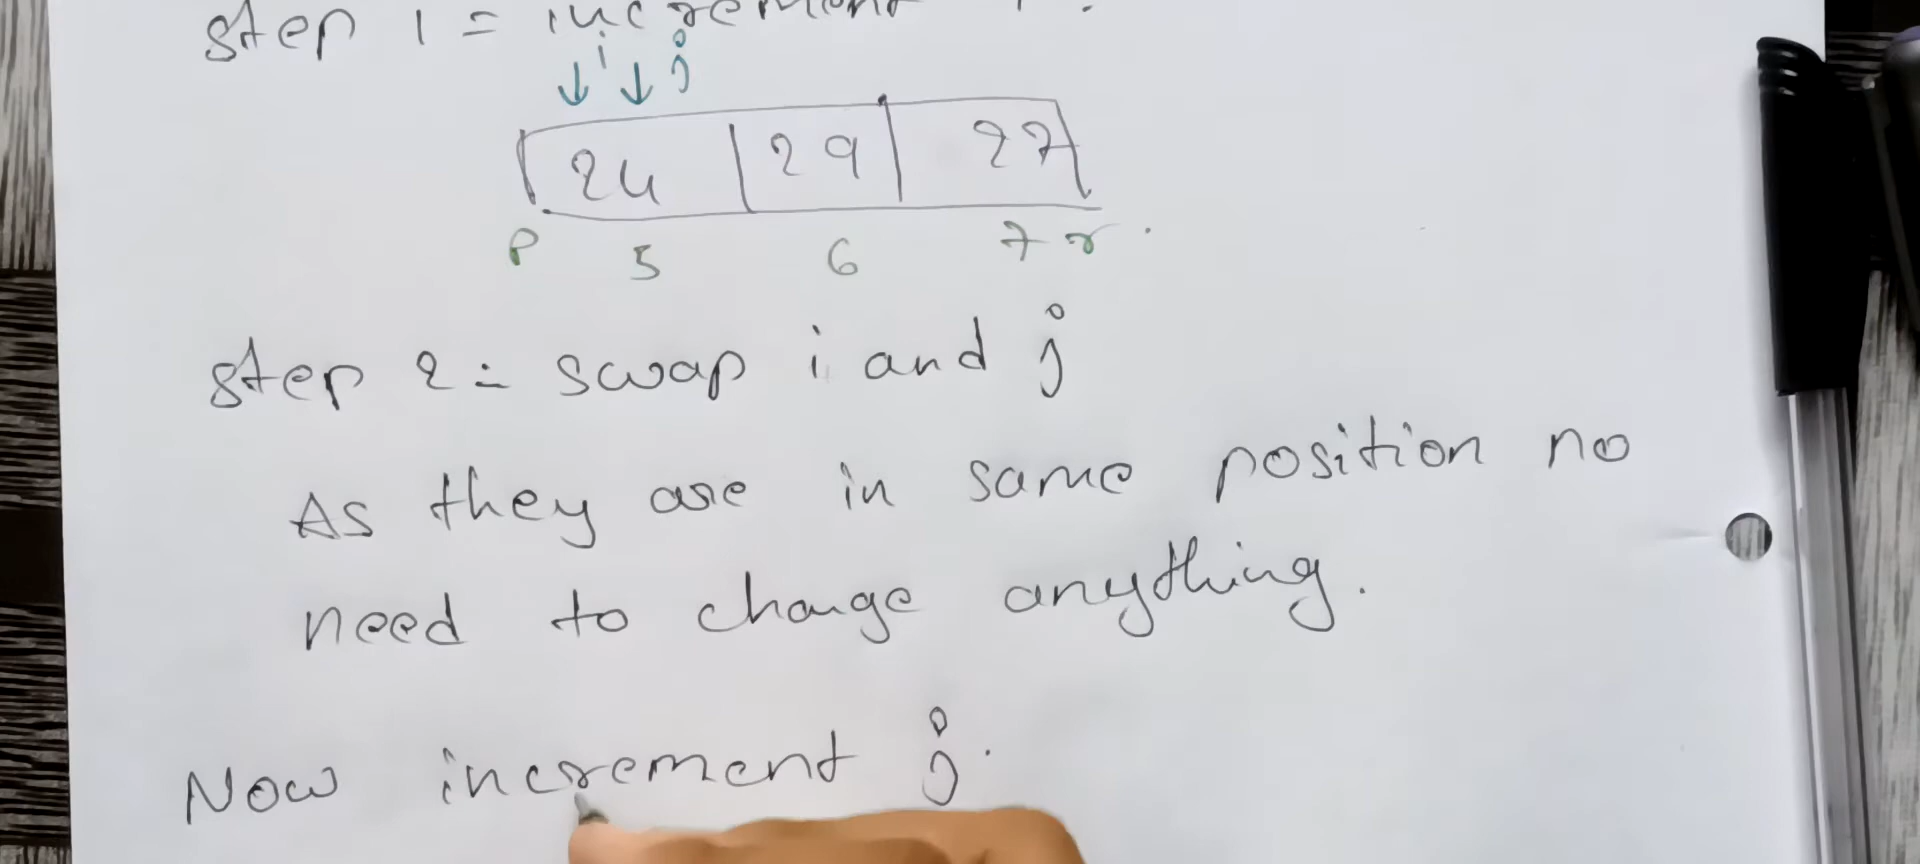 step 1 = increment
i j
24 29 27
P 5 6 7 r .
step 2 = swap i and j
As they are in same position no
need to change anything.
Now increment j.